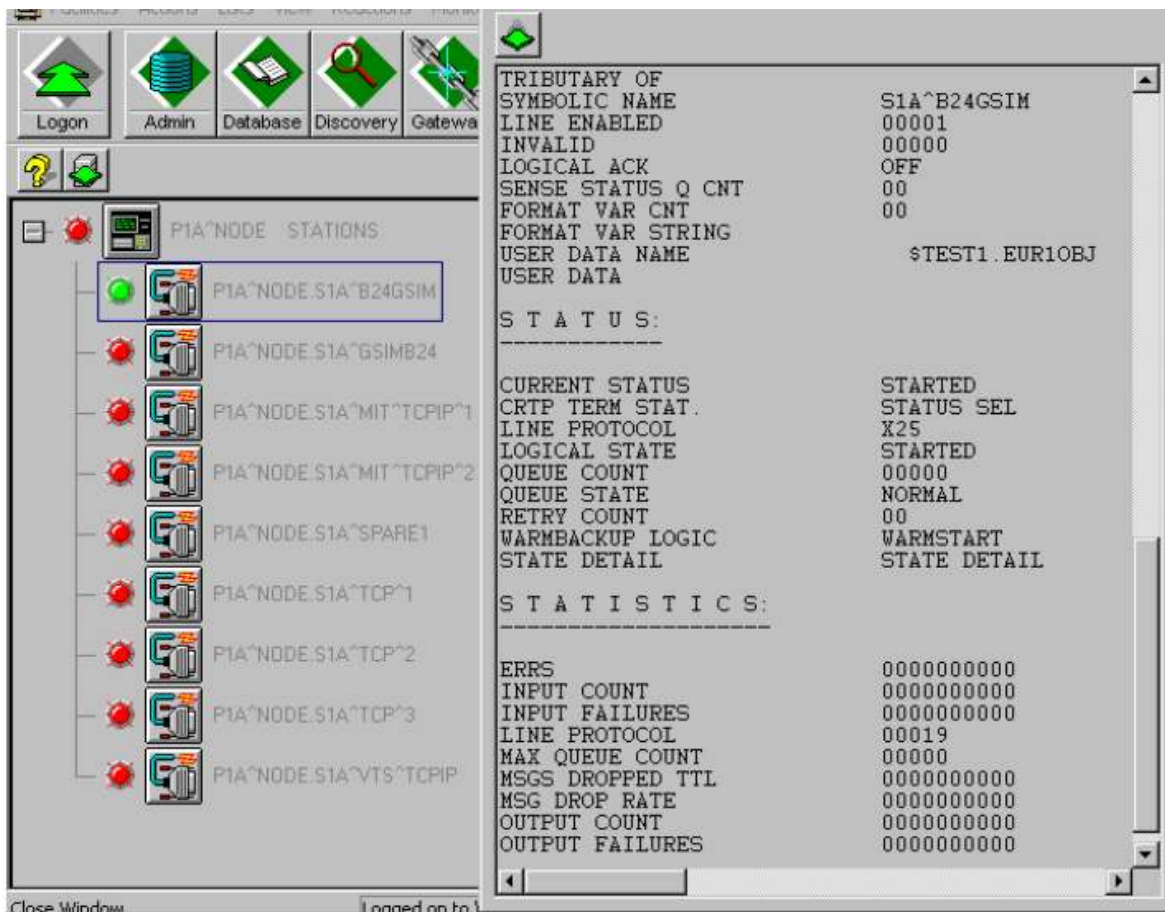 Facilities Actions Lists View Reactions
Logon
Admin
Database
Discovery
Gatewa
P1A^NODE STATIONS
P1A^NODE.S1A^B24GSIM
P1A^NODE.S1A^GSIMB24
P1A^NODE.S1A^MIT^TCPIP^1
P1A^NODE.S1A^MIT^TCPIP^2
P1A^NODE.S1A^SPARE1
P1A^NODE.S1A^TCP^1
P1A^NODE.S1A^TCP^2
P1A^NODE.S1A^TCP^3
P1A^NODE.S1A^VTS^TCPIP
Close Window
Logged on to
TRIBUTARY OF
SYMBOLIC NAME S1A^B24GSIM
LINE ENABLED 00001
INVALID 00000
LOGICAL ACK OFF
SENSE STATUS Q CNT 00
FORMAT VAR CNT 00
FORMAT VAR STRING
USER DATA NAME $TEST1.EUR1OBJ
USER DATA
S T A T U S:
------------
CURRENT STATUS STARTED
CRTP TERM STAT. STATUS SEL
LINE PROTOCOL X25
LOGICAL STATE STARTED
QUEUE COUNT 00000
QUEUE STATE NORMAL
RETRY COUNT 00
WARMBACKUP LOGIC WARMSTART
STATE DETAIL STATE DETAIL
S T A T I S T I C S:
--------------------
ERRS 0000000000
INPUT COUNT 0000000000
INPUT FAILURES 0000000000
LINE PROTOCOL 00019
MAX QUEUE COUNT 00000
MSGS DROPPED TTL 0000000000
MSG DROP RATE 0000000000
OUTPUT COUNT 0000000000
OUTPUT FAILURES 0000000000